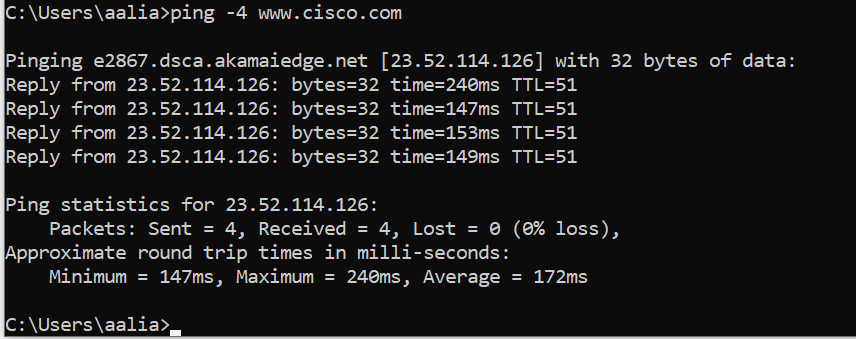 C:\Users\aalia>ping -4 www.cisco.com
Pinging e2867.dsca.akamaiedge.net [23.52.114.126] with 32 bytes of data:
Reply from 23.52.114.126: bytes=32 time=240ms TTL=51
Reply from 23.52.114.126: bytes=32 time=147ms TTL=51
Reply from 23.52.114.126: bytes=32 time=153ms TTL=51
Reply from 23.52.114.126: bytes=32 time=149ms TTL=51
Ping statistics for 23.52.114.126:
    Packets: Sent = 4, Received = 4, Lost = 0 (0% loss),
Approximate round trip times in milli-seconds:
    Minimum = 147ms, Maximum = 240ms, Average = 172ms
C:\Users\aalia>